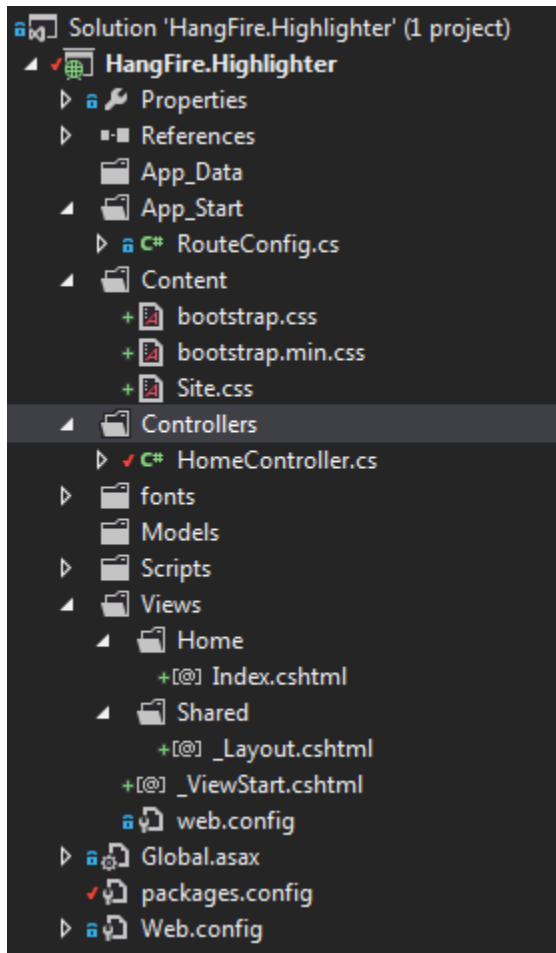 Solution 'HangFire.Highlighter' (1 project)
HangFire.Highlighter
Properties
References
App_Data
App_Start
C# RouteConfig.cs
Content
bootstrap.css
bootstrap.min.css
Site.css
Controllers
C# HomeController.cs
fonts
Models
Scripts
Views
Home
+[@] Index.cshtml
Shared
+[@] _Layout.cshtml
+[@] _ViewStart.cshtml
web.config
Global.asax
packages.config
Web.config